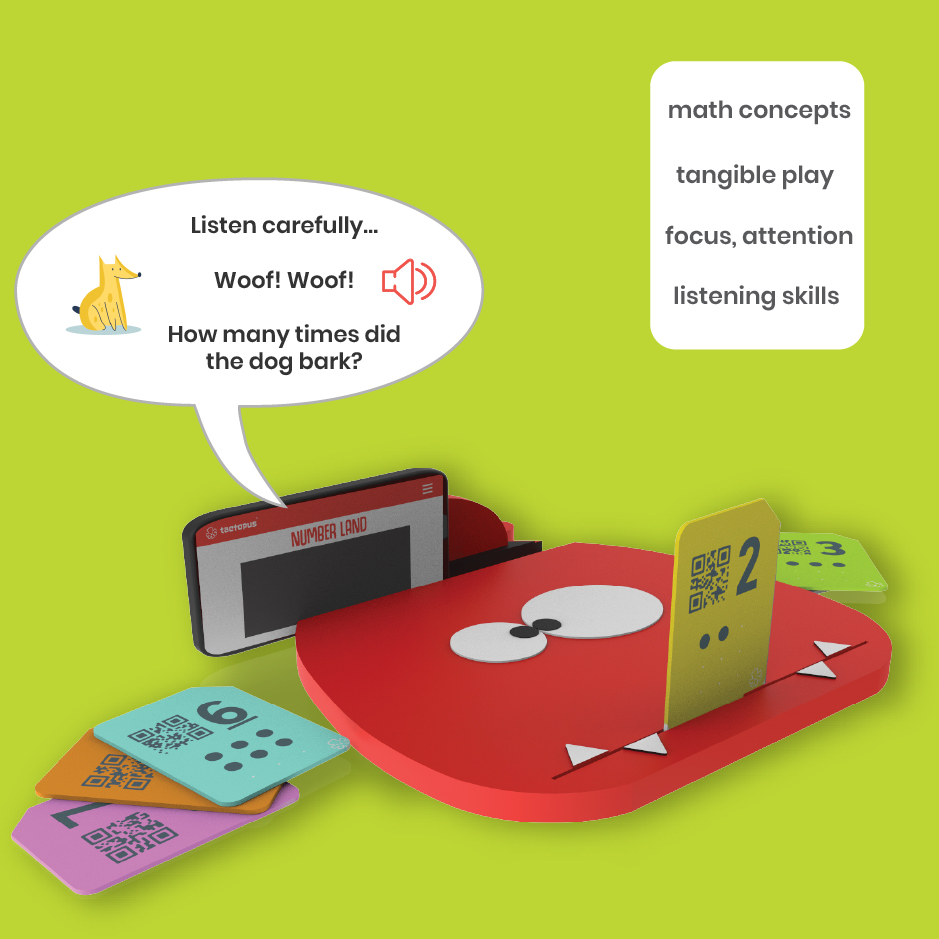 math concepts
tangible play
focus, attention
listening skills
Listen carefully...
Woof! Woof!
How many times did
the dog bark?
tactopus
NUMBER LAND
2
3
6
7